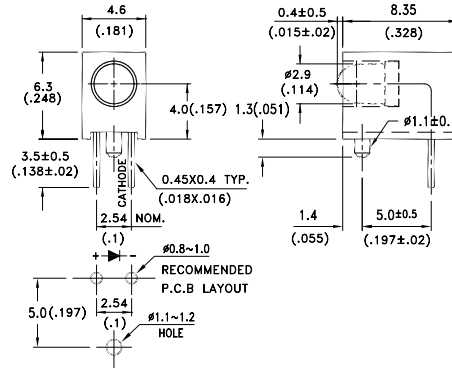 4.6
(.181)
0.4±0.5
(.015±.02)
8.35
(.328)
6.3
(.248)
4.0(.157)
ø2.9
(.114)
1.3(.051)
ø1.1±0.
3.5±0.5
(.138±.02)
CATHODE
0.45X0.4 TYP.
(.018X.016)
2.54 NOM.
(.1)
1.4
(.055)
5.0±0.5
(.197±.02)
+ -
ø0.8~1.0
RECOMMENDED
P.C.B LAYOUT
5.0(.197)
2.54
(.1)
ø1.1~1.2
HOLE